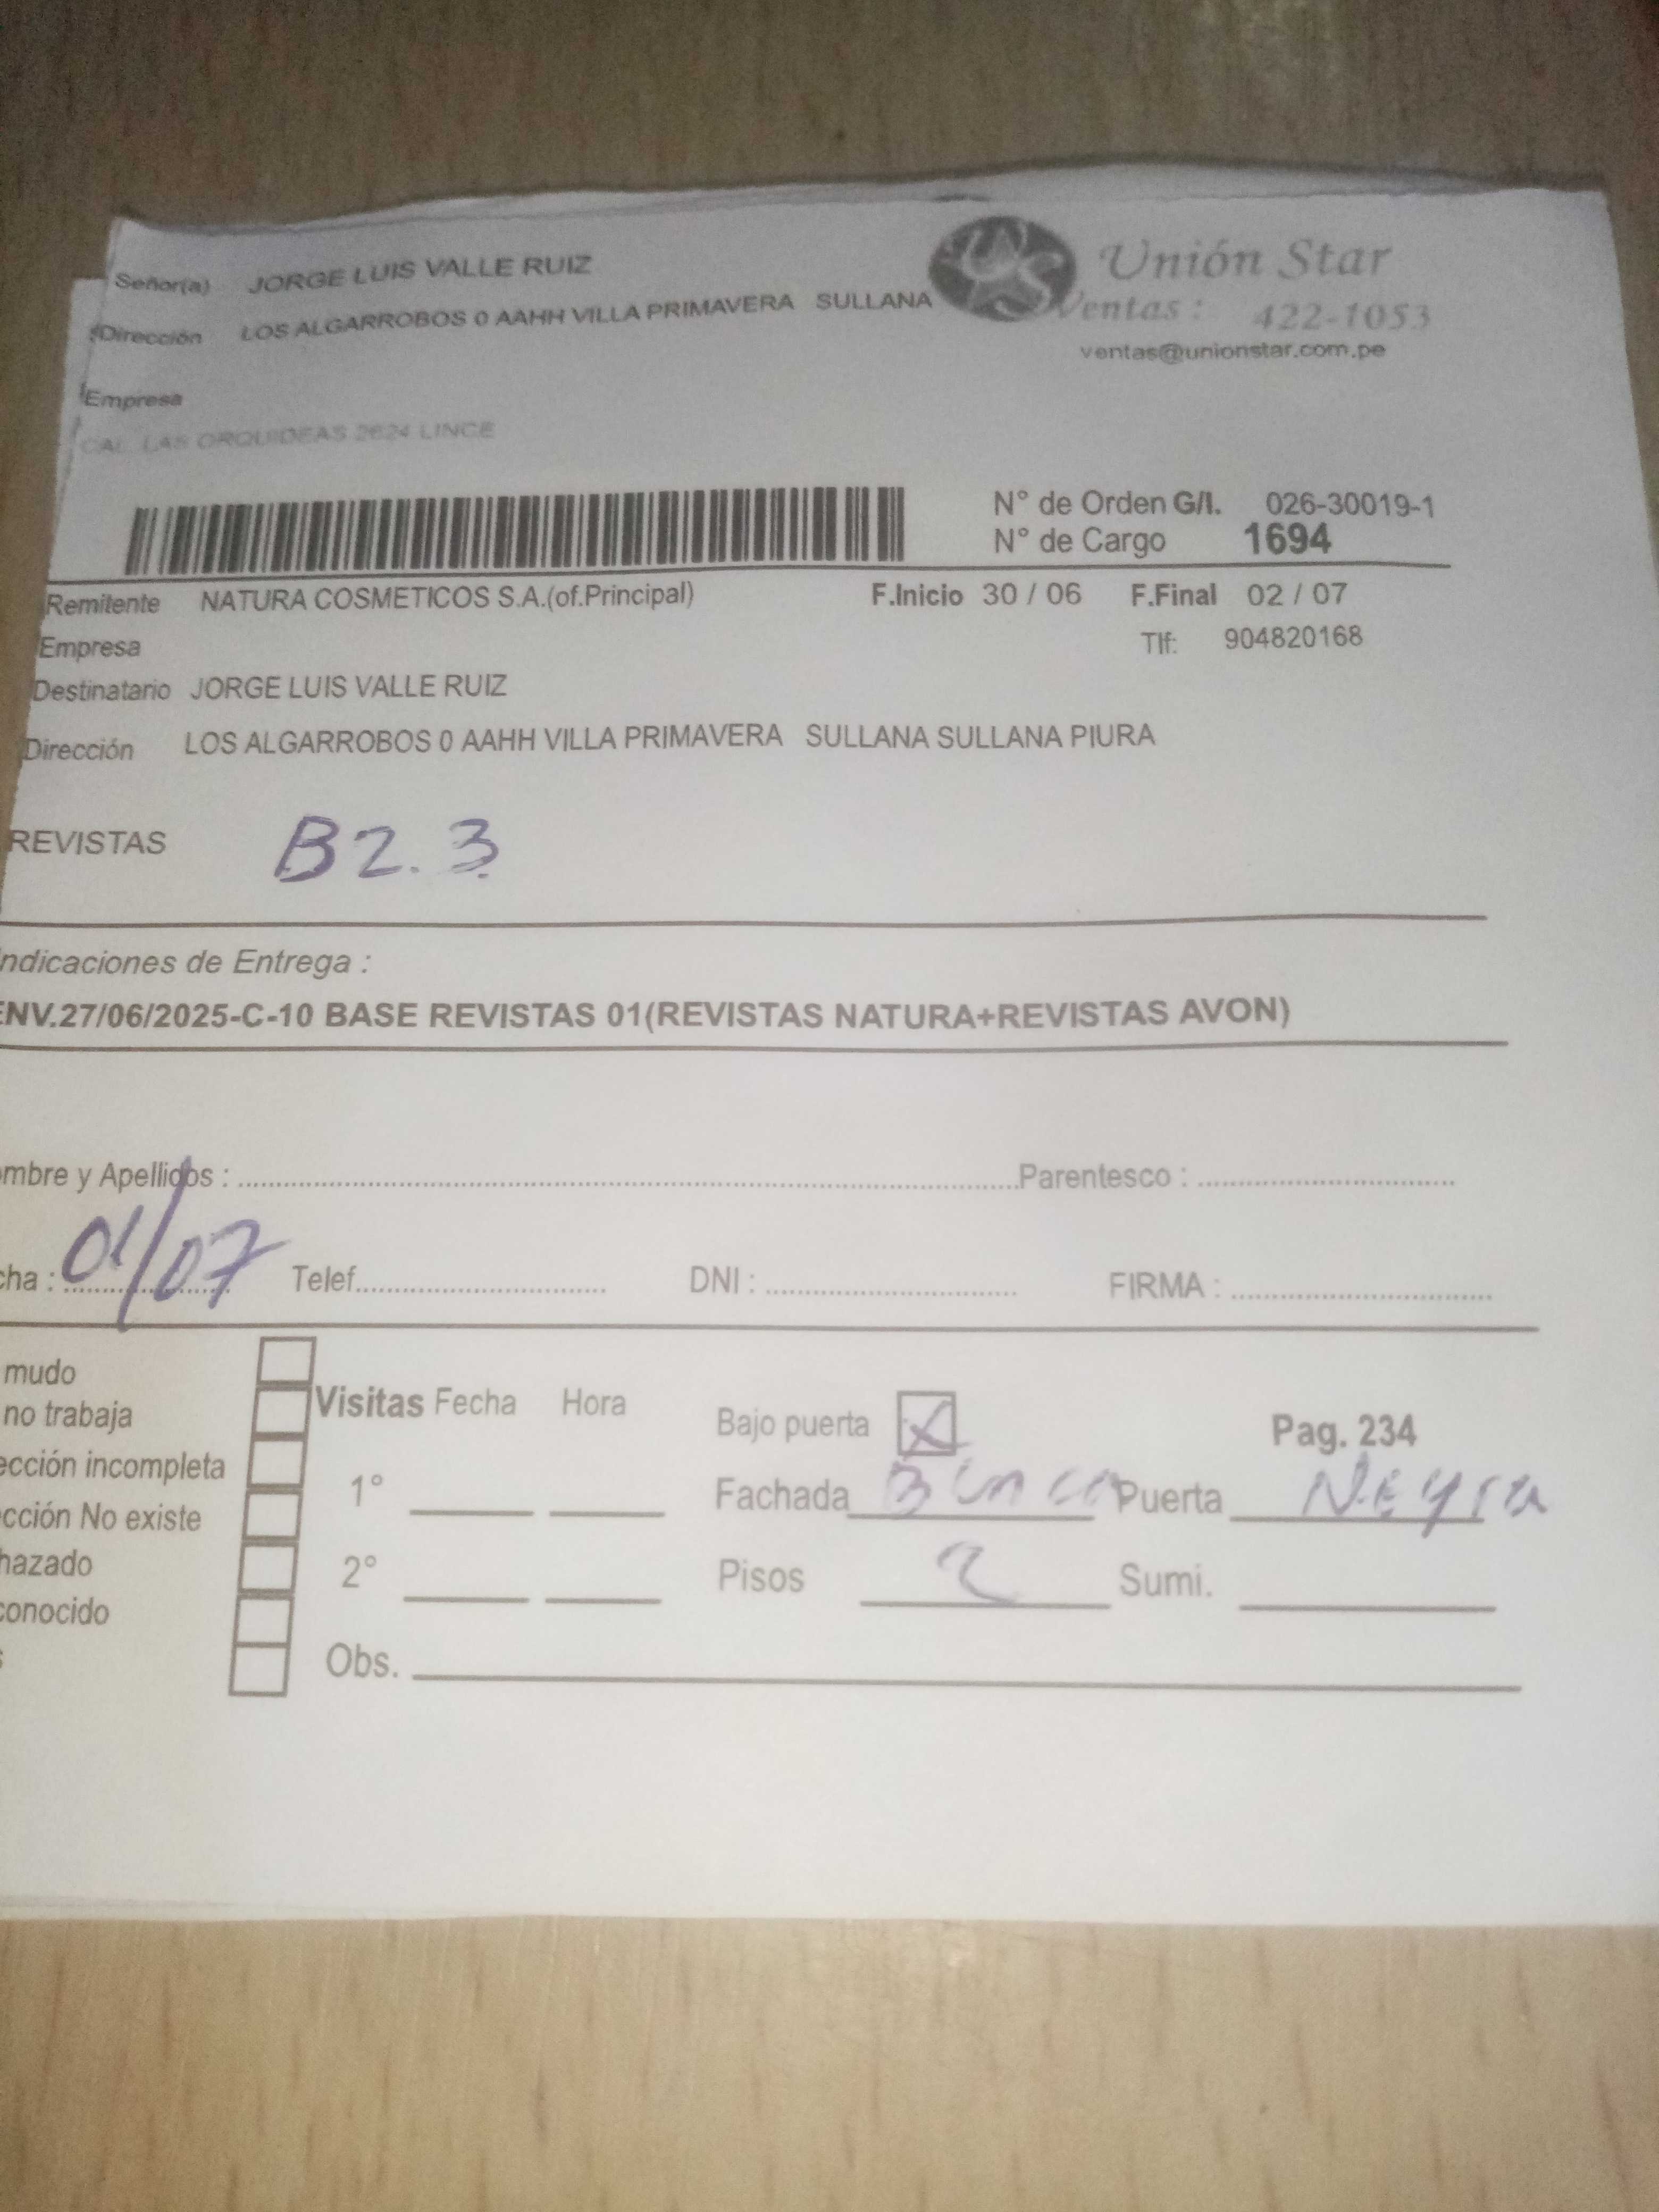 Señor(a) JORGE LUIS VALLE RUIZ
Dirección LOS ALGARROBOS 0 AAHH VILLA PRIMAVERA SULLANA
Unión Star
Ventas : 422-1053
ventas@unionstar.com.pe
Empresa
CAL. LAS ORQUIDEAS 2624 LINCE
N° de Orden G/I. 026-30019-1
N° de Cargo 1694
Remitente NATURA COSMETICOS S.A.(of.Principal) F.Inicio 30 / 06 F.Final 02 / 07
Empresa Tlf: 904820168
Destinatario JORGE LUIS VALLE RUIZ
Dirección LOS ALGARROBOS 0 AAHH VILLA PRIMAVERA SULLANA SULLANA PIURA
REVISTAS B2.3
Indicaciones de Entrega :
ENV.27/06/2025-C-10 BASE REVISTAS 01(REVISTAS NATURA+REVISTAS AVON)
mbre y Apellidos : Parentesco :
cha : 01/07 Telef. DNI : FIRMA :
mudo
no trabaja
ección incompleta
cción No existe
hazado
conocido
Visitas Fecha Hora
1°
2°
Bajo puerta X Pag. 234
Fachada Puerta
Pisos 2 Sumi.
Obs.